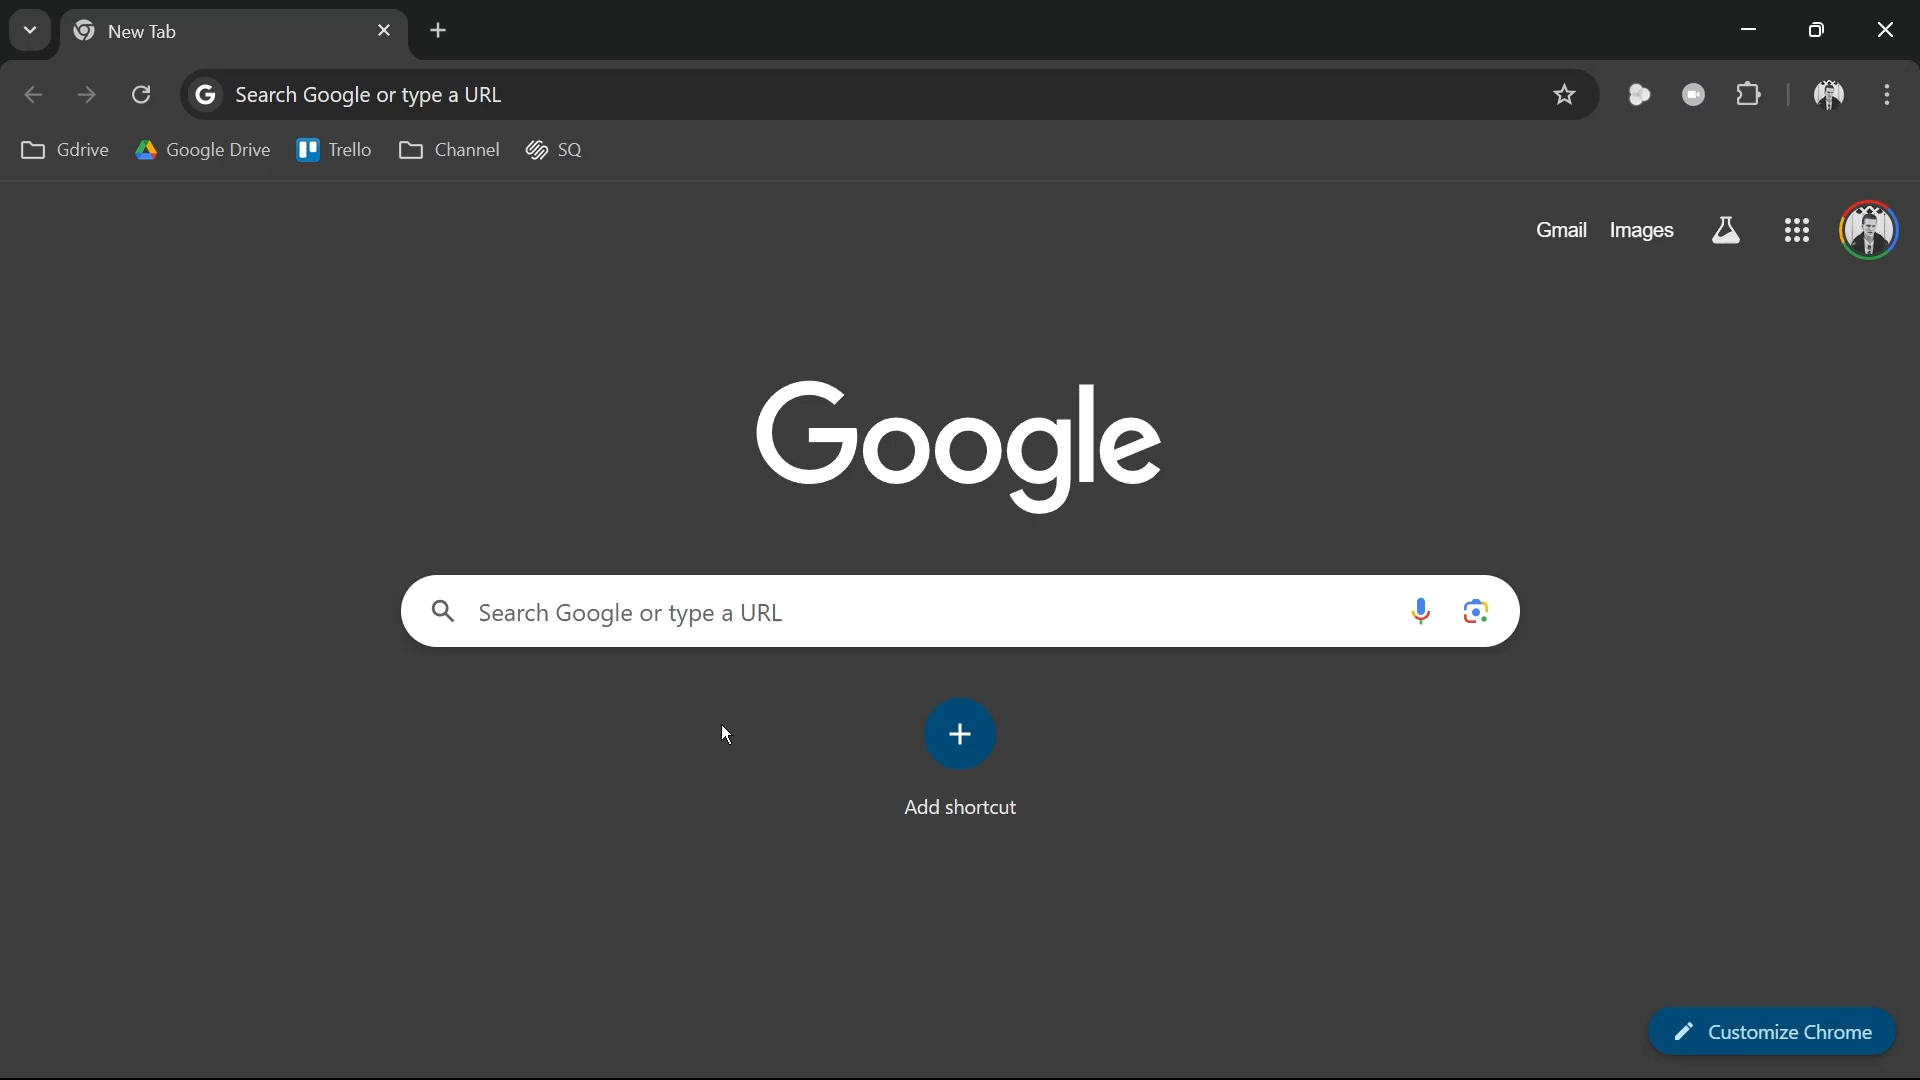 New Tab
Search Google or type a URL
Gdrive Google Drive Trello Channel SQ
Gmail Images
Google
Search Google or type a URL
Add shortcut
Customize Chrome